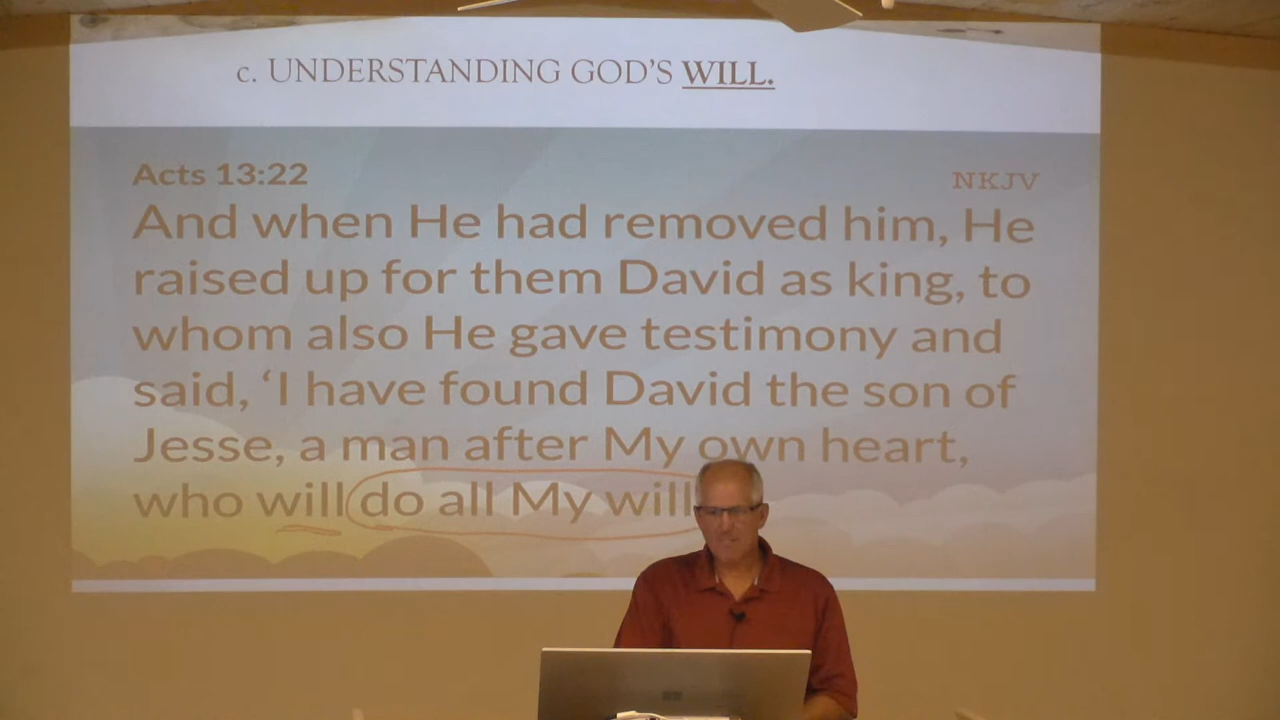 c. UNDERSTANDING GOD'S WILL.
Acts 13:22 NKJV
And when He had removed him, He
raised up for them David as king, to
whom also He gave testimony and
said, ‘I have found David the son of
Jesse, a man after My own heart,
who will do all My will